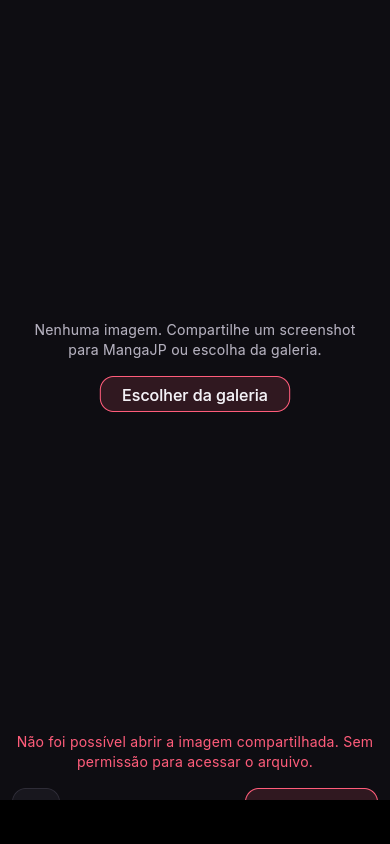 Nenhuma imagem. Compartilhe um screenshot
para MangaJP ou escolha da galeria.
Escolher da galeria
Não foi possível abrir a imagem compartilhada. Sem
permissão para acessar o arquivo.